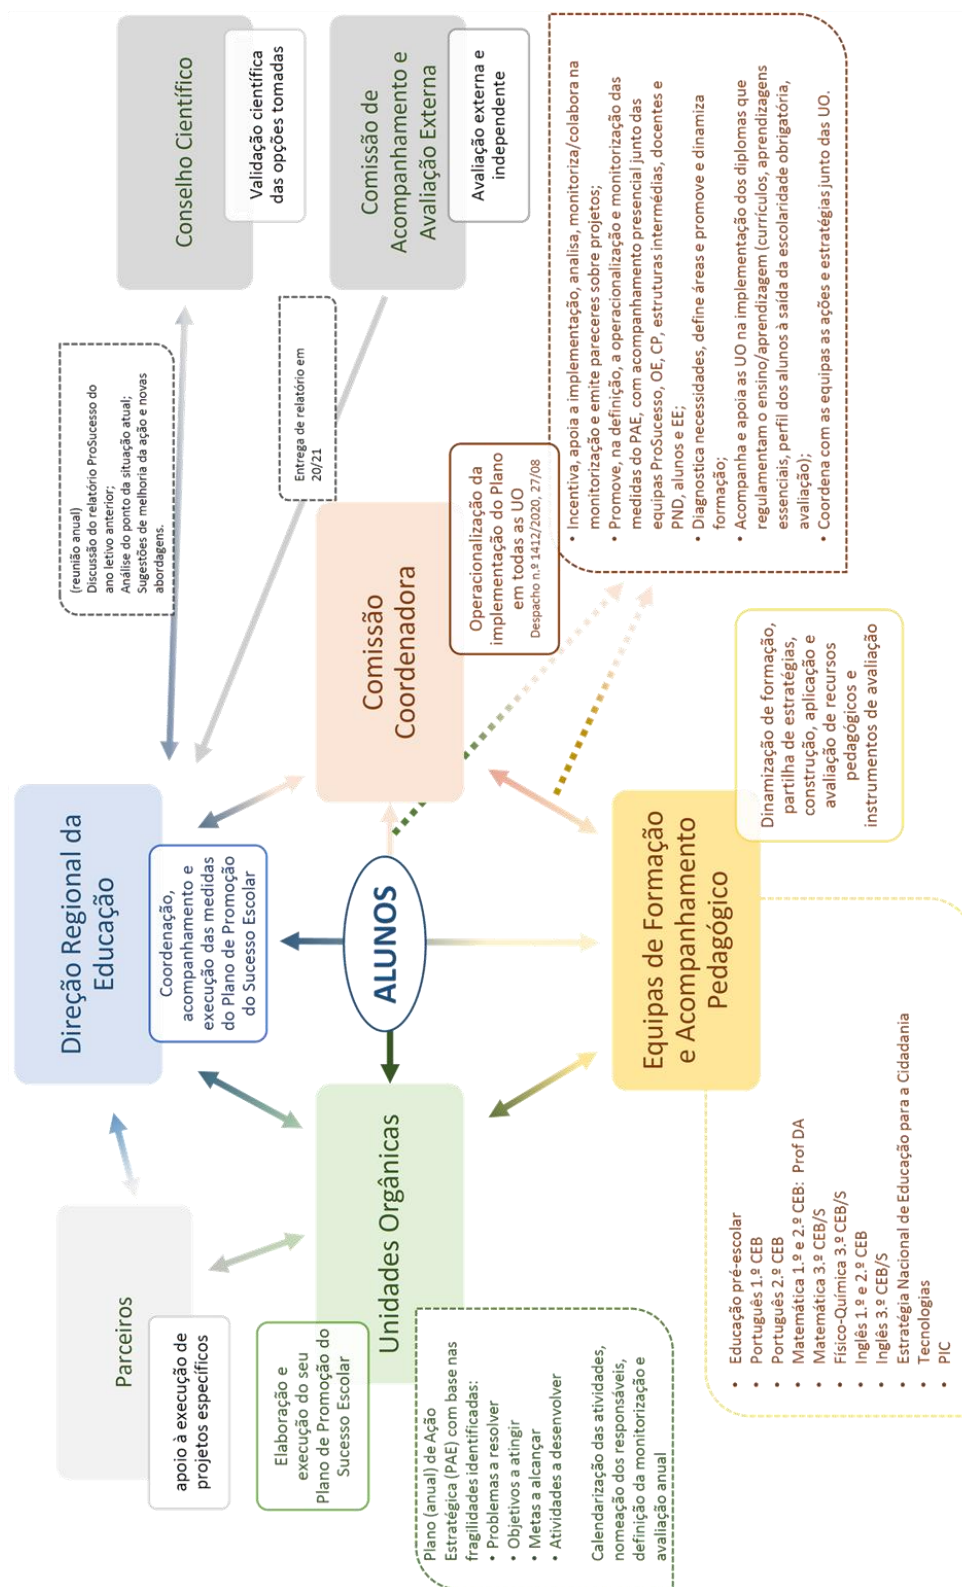 Parceiros
apoio à execução de
projetos específicos
Direção Regional da
Educação
Coordenação,
acompanhamento e
execução das medidas
do Plano de Promoção
do Sucesso Escolar
(reunião anual)
Discussão do relatório ProSucesso do
ano letivo anterior;
Análise do ponto da situação atual;
Sugestões de melhoria da ação e novas
abordagens.
Conselho Científico
Validação científica
das opções tomadas
Entrega de relatório em
20/21
Comissão de
Acompanhamento e
Avaliação Externa
Avaliação externa e
independente
Elaboração e
execução do seu
Plano de Promoção do
Sucesso Escolar
Unidades Orgânicas
ALUNOS
Comissão
Coordenadora
Operacionalização da
implementação do Plano
em todas as UO
Despacho n.º 1412/2020, 27/08
Plano (anual) de Ação
Estratégica (PAE) com base nas
fragilidades identificadas:
• Problemas a resolver
• Objetivos a atingir
• Metas a alcançar
• Atividades a desenvolver
Calendarização das atividades,
nomeação dos responsáveis,
definição da monitorização e
avaliação anual
• Incentiva, apoia a implementação, analisa, monitoriza/colabora na
monitorização e emite pareceres sobre projetos;
• Promove, na definição, a operacionalização e monitorização das
medidas do PAE, com acompanhamento presencial junto das
equipas ProSucesso, OE, CP, estruturas intermédias, docentes e
PND, alunos e EE;
• Diagnostica necessidades, define áreas e promove e dinamiza
formação;
• Acompanha e apoia as UO na implementação dos diplomas que
regulamentam o ensino/aprendizagem (currículos, aprendizagens
essenciais, perfil dos alunos à saída da escolaridade obrigatória,
avaliação);
• Coordena com as equipas as ações e estratégias junto das UO.
Equipas de Formação
e Acompanhamento
Pedagógico
Dinamização de formação,
partilha de estratégias,
construção, aplicação e
avaliação de recursos
pedagógicos e
instrumentos de avaliação
• Educação pré-escolar
• Português 1.º CEB
• Português 2.º CEB
• Matemática 1.º e 2.º CEB: Prof DA
• Matemática 3.º CEB/S
• Físico-Química 3.º CEB/S
• Inglês 1.º e 2.º CEB
• Inglês 3.º CEB/S
• Estratégia Nacional de Educação para a Cidadania
• Tecnologias
• PIC